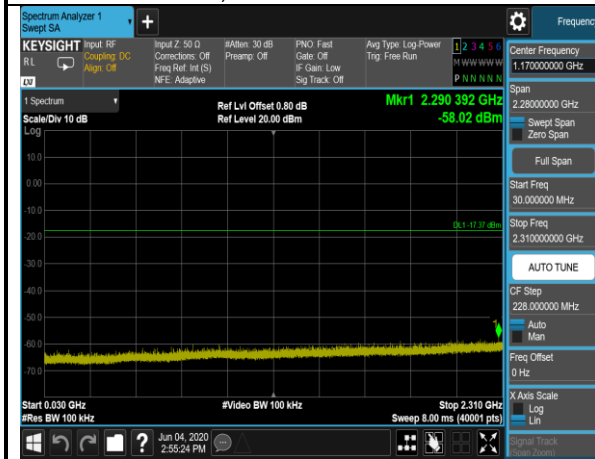 Spectrum Analyzer 1
Swept SA
+
Frequency
KEYSIGHT
RL
LXI
Input: RF
Coupling: DC
Align: Off
Input Z: 50 Ω
Corrections: Off
Freq Ref: Int (S)
NFE: Adaptive
#Atten: 30 dB
Preamp: Off
PNO: Fast
Gate: Off
IF Gain: Low
Sig Track: Off
Avg Type: Log-Power
Trig: Free Run
1 2 3 4 5 6
M W W W W W
P N N N N N
1 Spectrum
Scale/Div 10 dB
Log
Ref Lvl Offset 0.80 dB
Ref Level 20.00 dBm
Mkr1 2.290 392 GHz
-58.02 dBm
10.0
0.00
-10.0
-20.0
-30.0
-40.0
-50.0
-60.0
-70.0
DL1 -17.37 dBm
1
Start 0.030 GHz
#Res BW 100 kHz
#Video BW 100 kHz
Stop 2.310 GHz
Sweep 8.00 ms (40001 pts)
Center Frequency
1.170000000 GHz
Span
2.28000000 GHz
Swept Span
Zero Span
Full Span
Start Freq
30.000000 MHz
Stop Freq
2.310000000 GHz
AUTO TUNE
CF Step
228.000000 MHz
Auto
Man
Freq Offset
0 Hz
X Axis Scale
Log
Lin
Signal Track
(Span Zoom)
?
Jun 04, 2020
2:55:24 PM